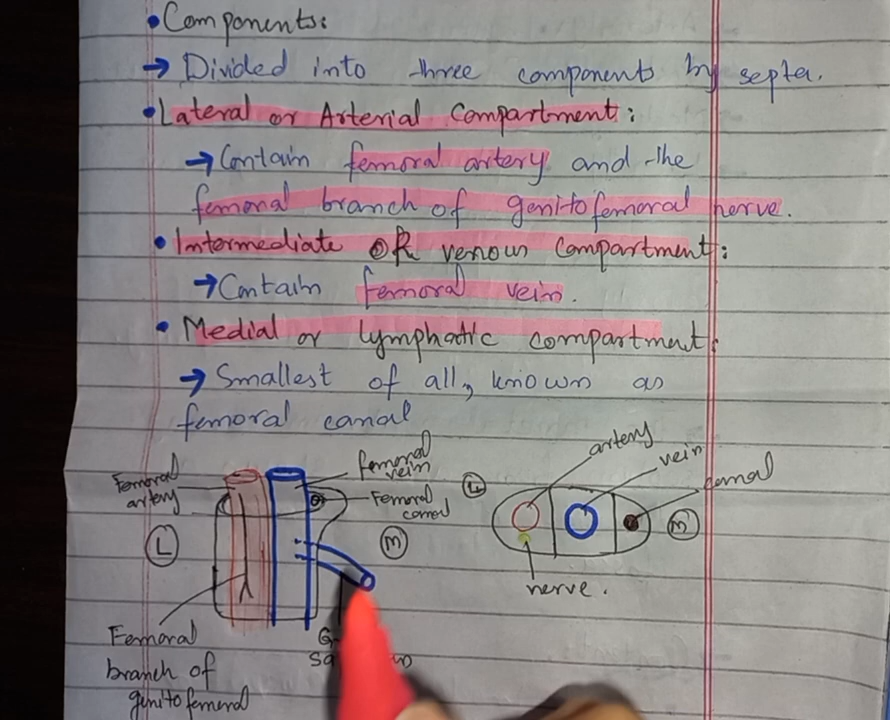 •Components:
→ Divided into three components by septa.
•Lateral or Arterial Compartment:
→Contain femoral artery and the
femoral branch of genitofemoral nerve.
•Intermediate OR venous compartment:
→Contain femoral vein.
• Medial or lymphatic compartment:
→ Smallest of all, known as
femoral canal
Femoral
artery
femoral
vein
Femoral
canal
L
M
Femoral
branch of
genitofemoral
L
artery
vein
canal
M
nerve.